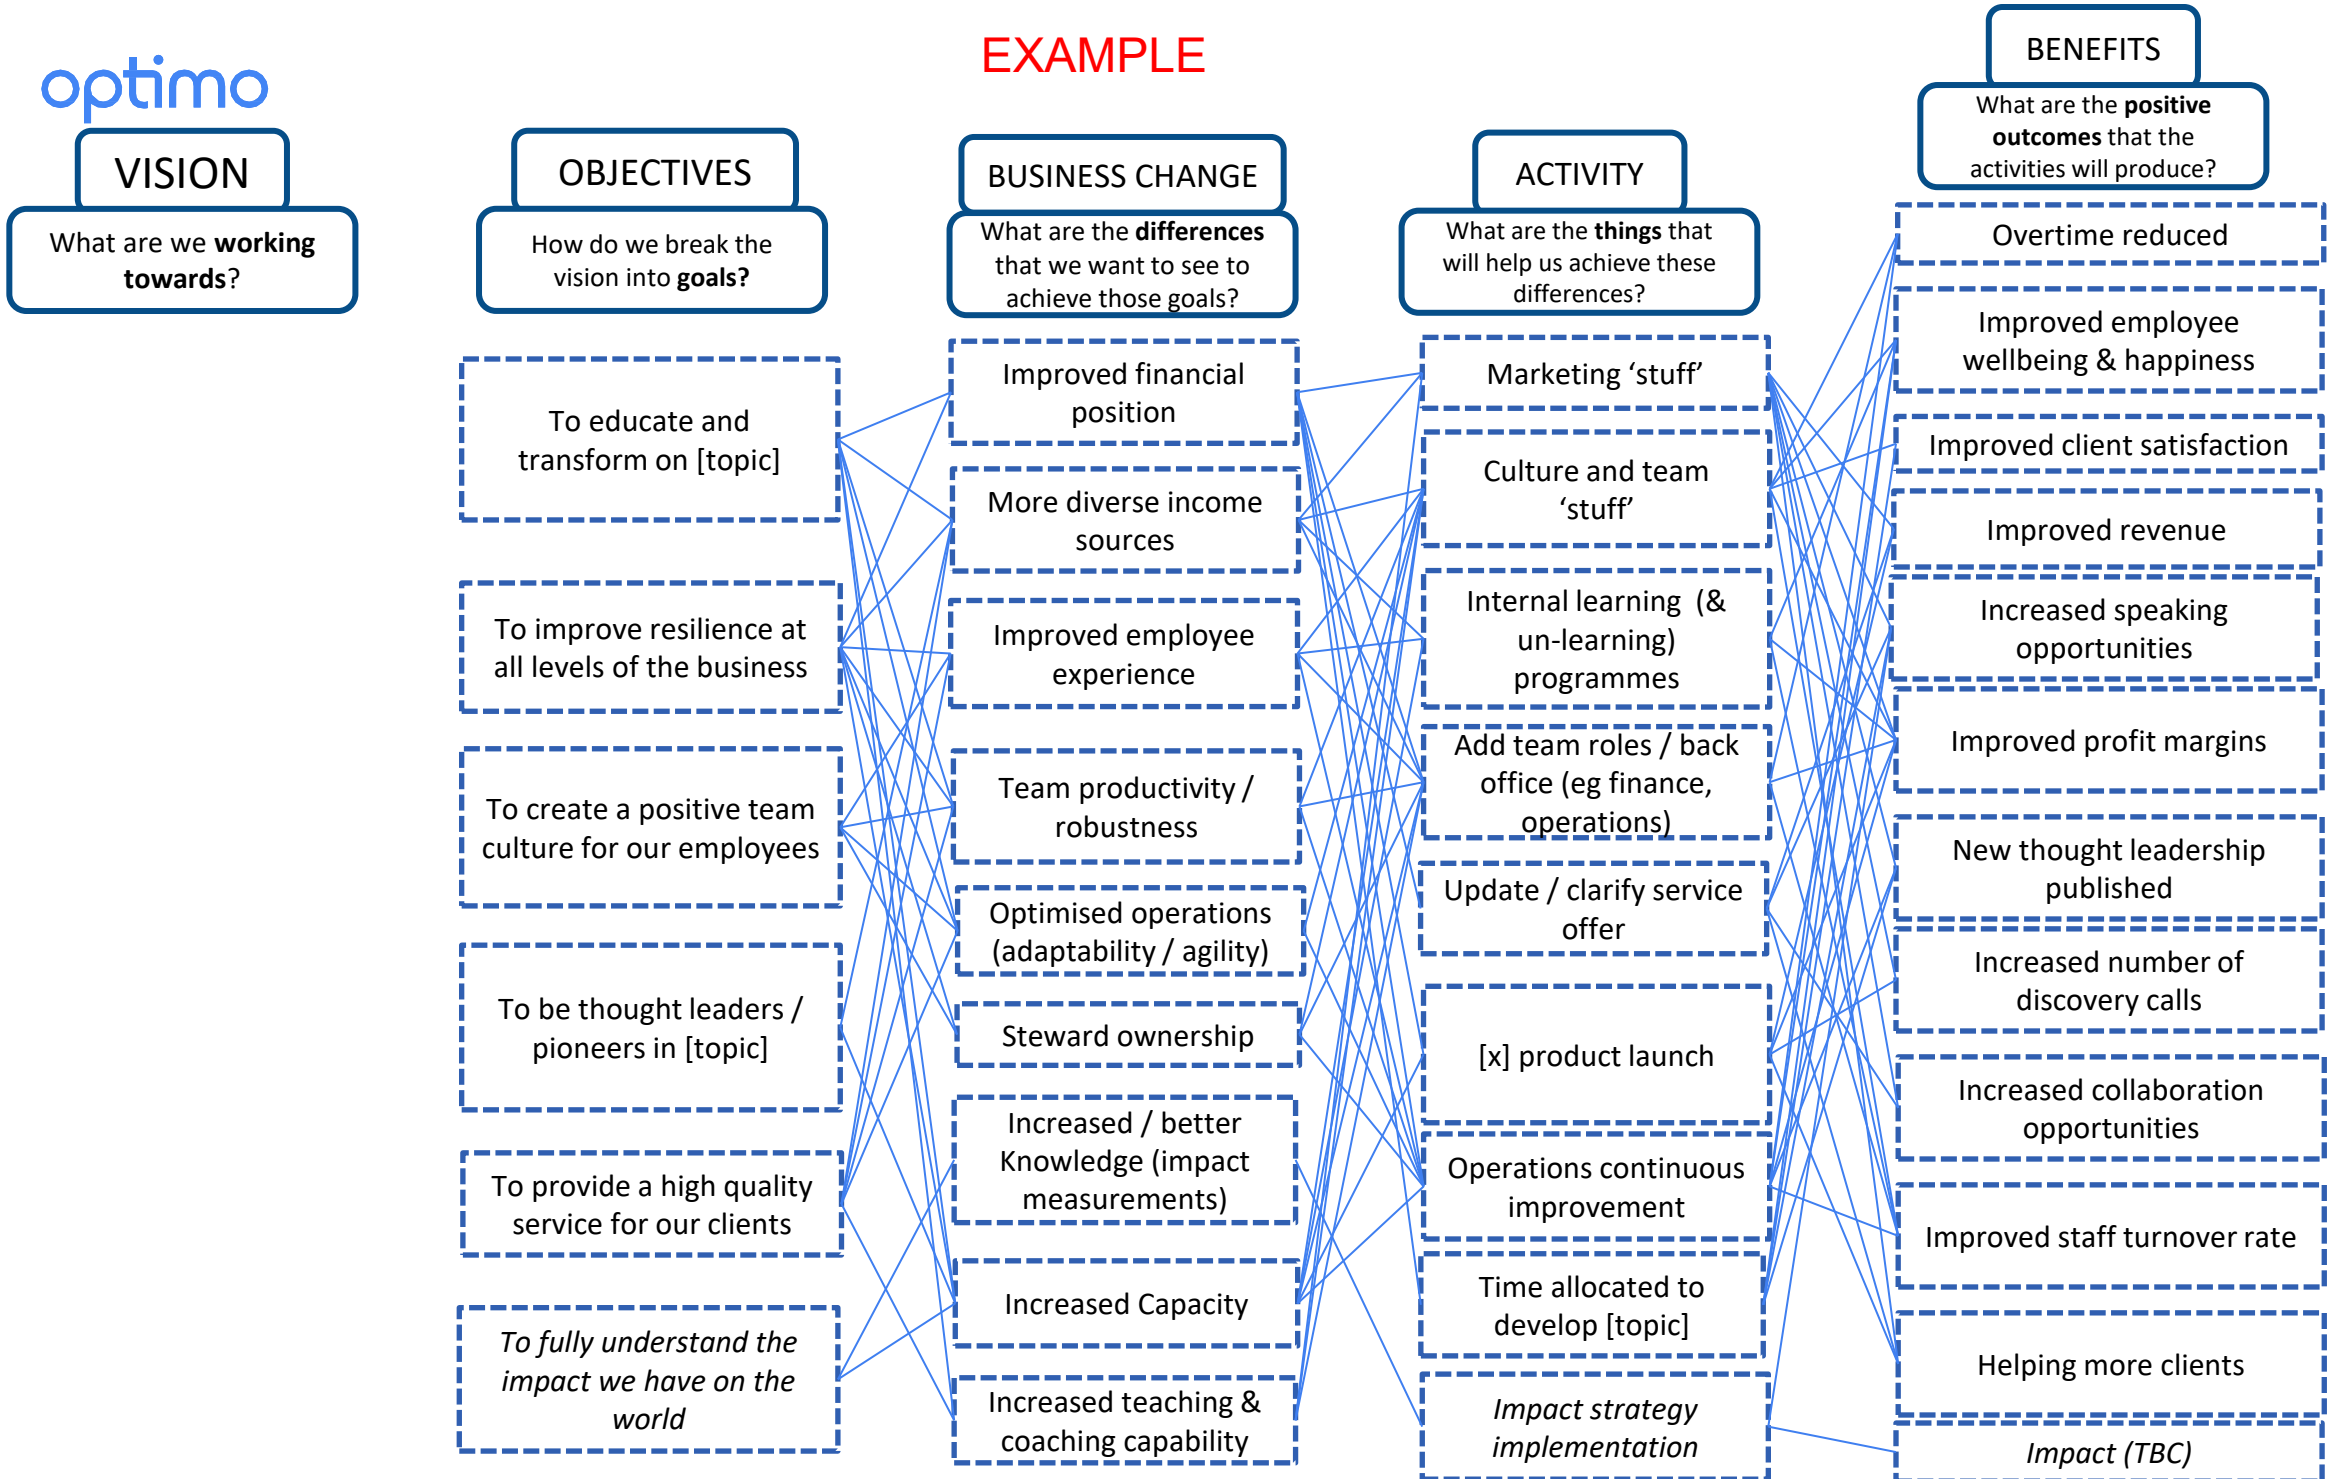 EXAMPLE
optimo
VISION
What are we working
towards?
OBJECTIVES
How do we break the
vision into goals?
BUSINESS CHANGE
What are the differences
that we want to see to
achieve those goals?
ACTIVITY
What are the things that
will help us achieve these
differences?
BENEFITS
What are the positive
outcomes that the
activities will produce?
To educate and
transform on [topic]
To improve resilience at
all levels of the business
To create a positive team
culture for our employees
To be thought leaders /
pioneers in [topic]
To provide a high quality
service for our clients
To fully understand the
impact we have on the
world
Improved financial
position
More diverse income
sources
Improved employee
experience
Team productivity /
robustness
Optimised operations
(adaptability / agility)
Steward ownership
Increased / better
Knowledge (impact
measurements)
Increased Capacity
Increased teaching &
coaching capability
Marketing ‘stuff’
Culture and team
‘stuff’
Internal learning (&
un-learning)
programmes
Add team roles / back
office (eg finance,
operations)
Update / clarify service
offer
[x] product launch
Operations continuous
improvement
Time allocated to
develop [topic]
Impact strategy
implementation
Overtime reduced
Improved employee
wellbeing & happiness
Improved client satisfaction
Improved revenue
Increased speaking
opportunities
Improved profit margins
New thought leadership
published
Increased number of
discovery calls
Increased collaboration
opportunities
Improved staff turnover rate
Helping more clients
Impact (TBC)